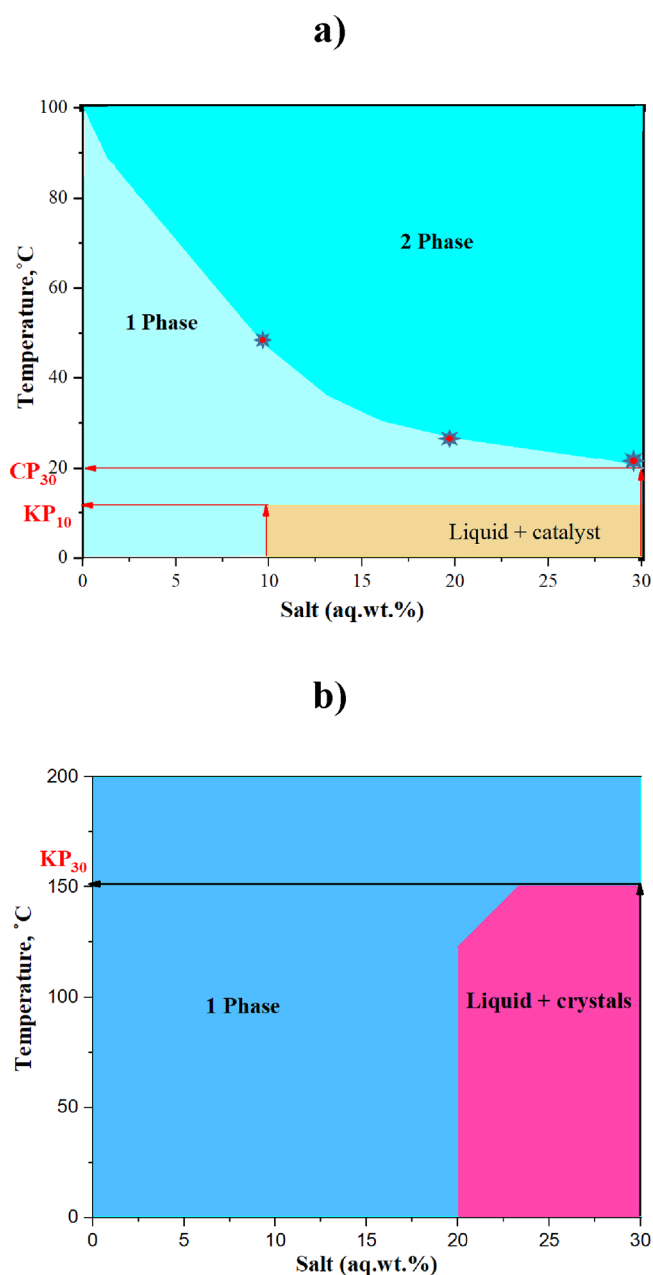 a)
100
80
60
40
20
0
Temperature,˚C
2 Phase
1 Phase
CP30
KP10
Liquid + catalyst
0 5 10 15 20 25 30
Salt (aq.wt.%)
b)
200
150
100
50
0
Temperature, ˚C
KP30
1 Phase
Liquid + crystals
0 5 10 15 20 25 30
Salt (aq.wt.%)